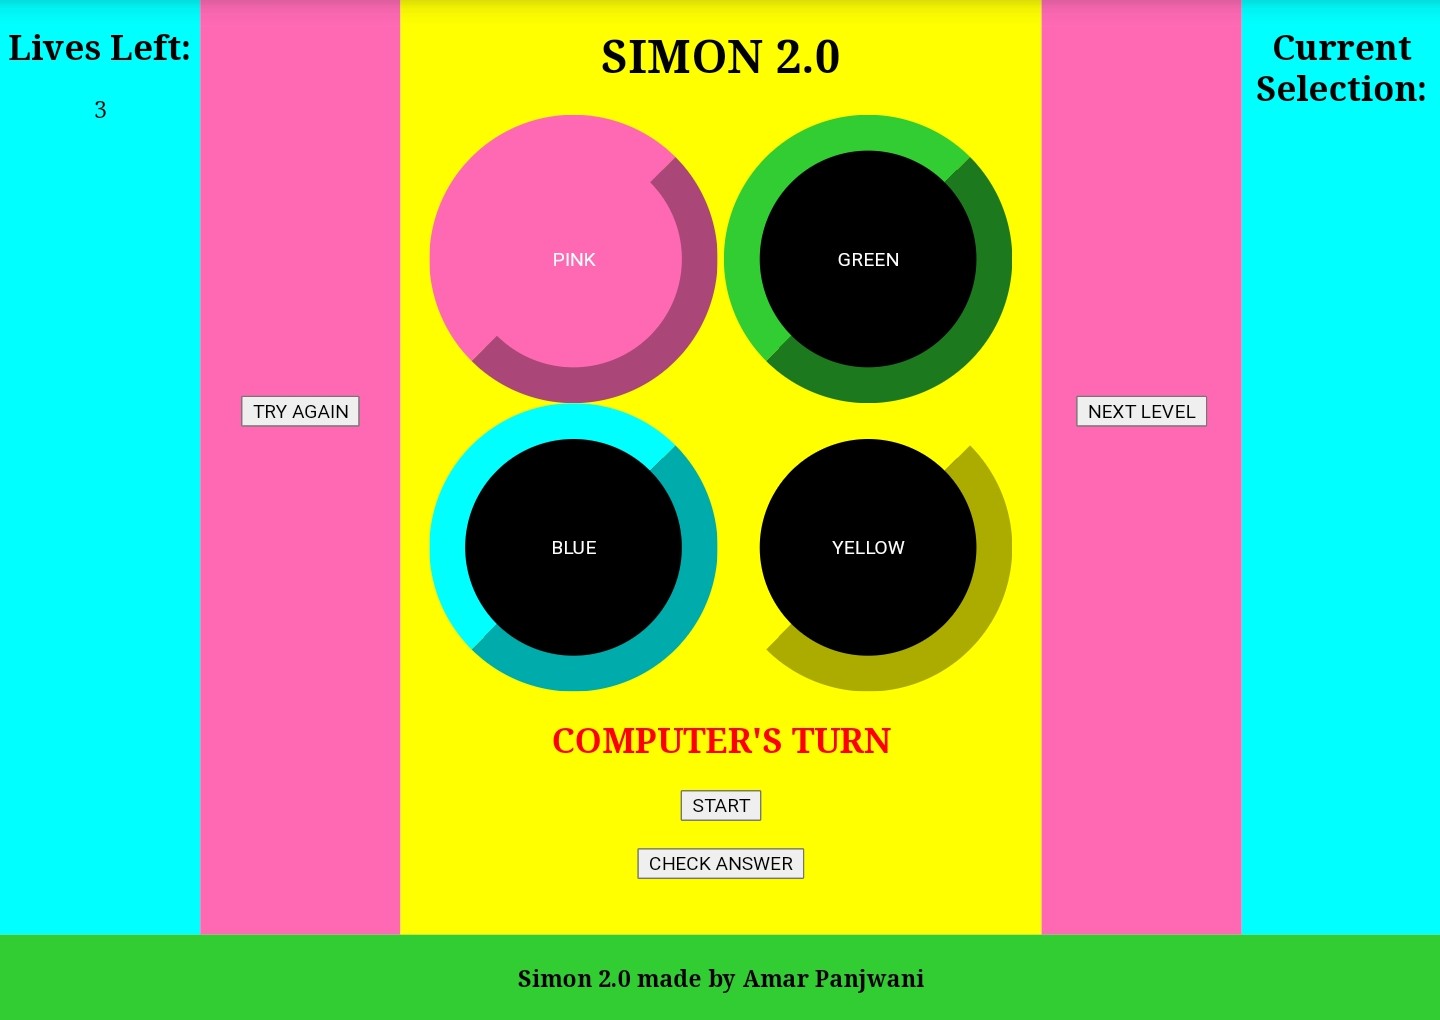 Lives Left:
3
SIMON 2.0
Current
Selection:
PINK
GREEN
TRY AGAIN
NEXT LEVEL
BLUE
YELLOW
COMPUTER'S TURN
START
CHECK ANSWER
Simon 2.0 made by Amar Panjwani